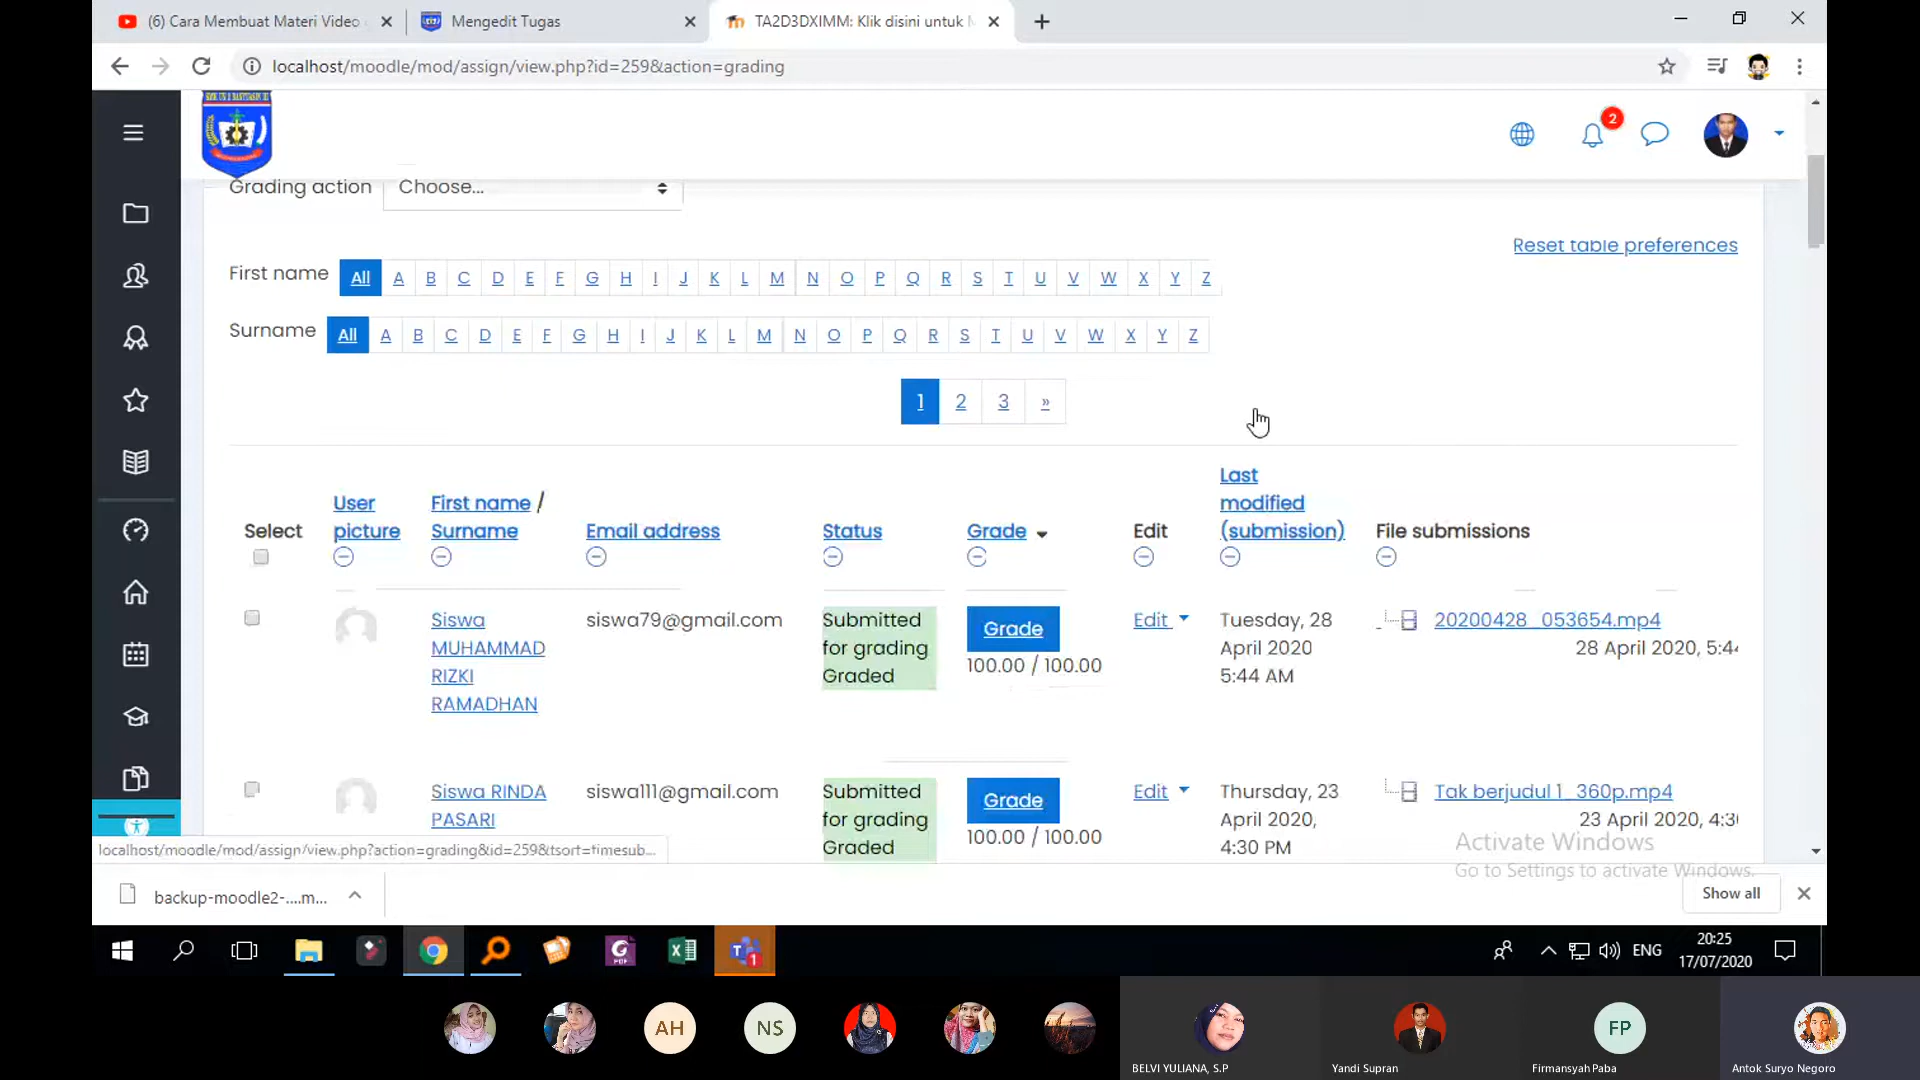 (6) Cara Membuat Materi Video
Mengedit Tugas
TA2D3DXIMM: Klik disini untuk
localhost/moodle/mod/assign/view.php?id=259&action=grading
2
Grading action
Choose...
Reset table preferences
First name All A B C D E F G H I J K L M N O P Q R S T U V W X Y Z
Surname All A B C D E F G H I J K L M N O P Q R S T U V W X Y Z
1 2 3 »
Select
User picture
First name / Surname
Email address
Status
Grade
Edit
Last modified (submission)
File submissions
Siswa MUHAMMAD RIZKI RAMADHAN
siswa79@gmail.com
Submitted for grading Graded
Grade
100.00 / 100.00
Edit
Tuesday, 28 April 2020 5:44 AM
20200428_053654.mp4
28 April 2020, 5:44
Siswa RINDA PASARI
siswa111@gmail.com
Submitted for grading Graded
Grade
100.00 / 100.00
Edit
Thursday, 23 April 2020, 4:30 PM
Tak berjudul 1_360p.mp4
23 April 2020, 4:30
Activate Windows
Go to Settings to activate Windows.
localhost/moodle/mod/assign/view.php?action=grading&id=259&tsort=timesub...
backup-moodle2-....m...
Show all
1
ENG
20:25
17/07/2020
AH
NS
FP
BELVI YULIANA, S.P
Yandi Supran
Firmansyah Paba
Antok Suryo Negoro